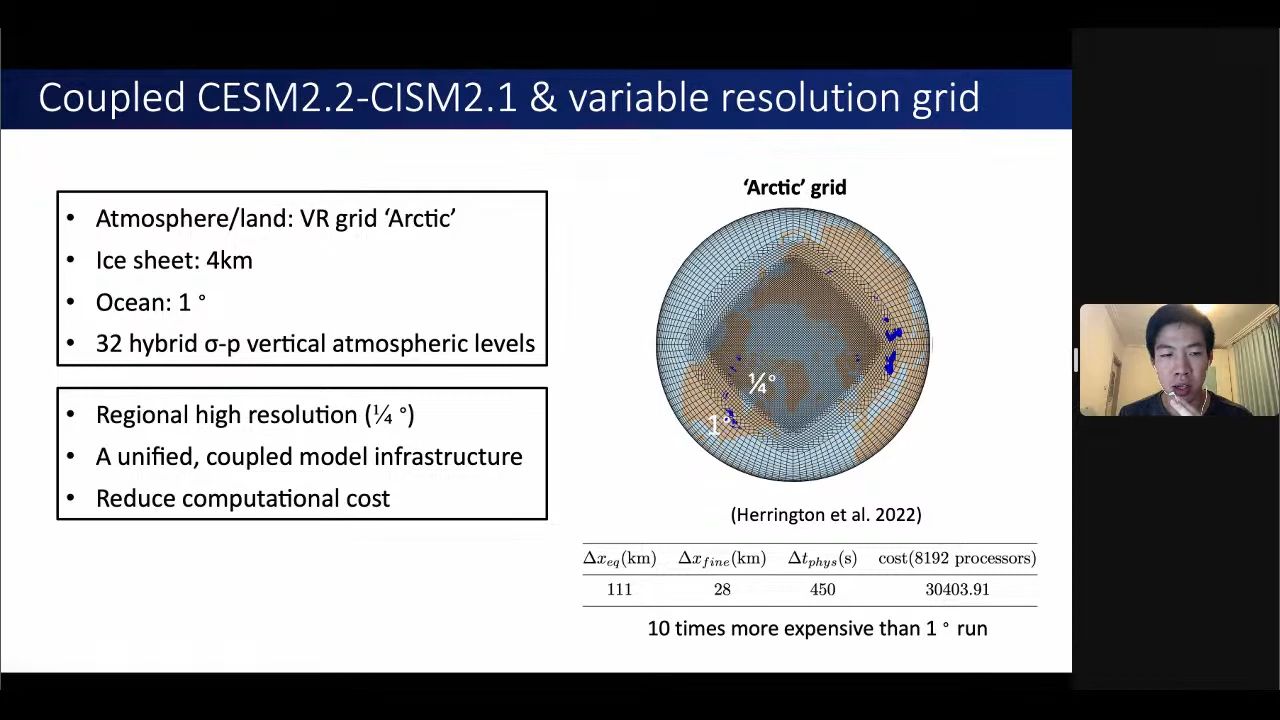 Coupled CESM2.2-CISM2.1 & variable resolution grid
• Atmosphere/land: VR grid ‘Arctic’
• Ice sheet: 4km
• Ocean: 1 °
• 32 hybrid σ-p vertical atmospheric levels
• Regional high resolution (¼ °)
• A unified, coupled model infrastructure
• Reduce computational cost
‘Arctic’ grid
¼°
1°
(Herrington et al. 2022)
Δx_eq(km) Δx_fine(km) Δt_phys(s) cost(8192 processors)
111 28 450 30403.91
10 times more expensive than 1 ° run